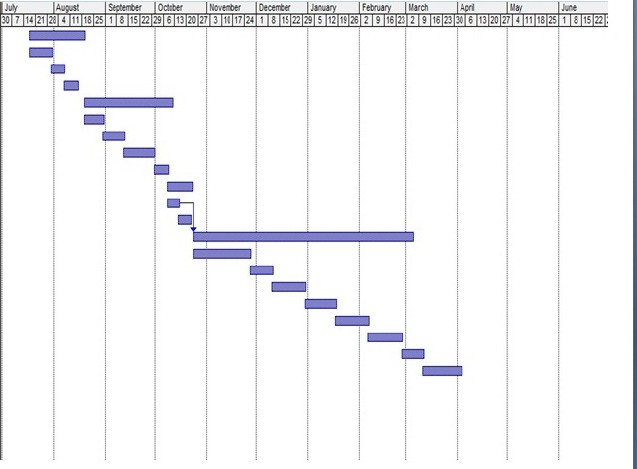 July August September October November December January February March April May June
30 7 14 21 28 4 11 18 25 1 8 15 22 29 6 13 20 27 3 10 17 24 1 8 15 22 29 5 12 19 26 2 9 16 23 2 9 16 23 30 6 13 20 27 4 11 18 25 1 8 15 22